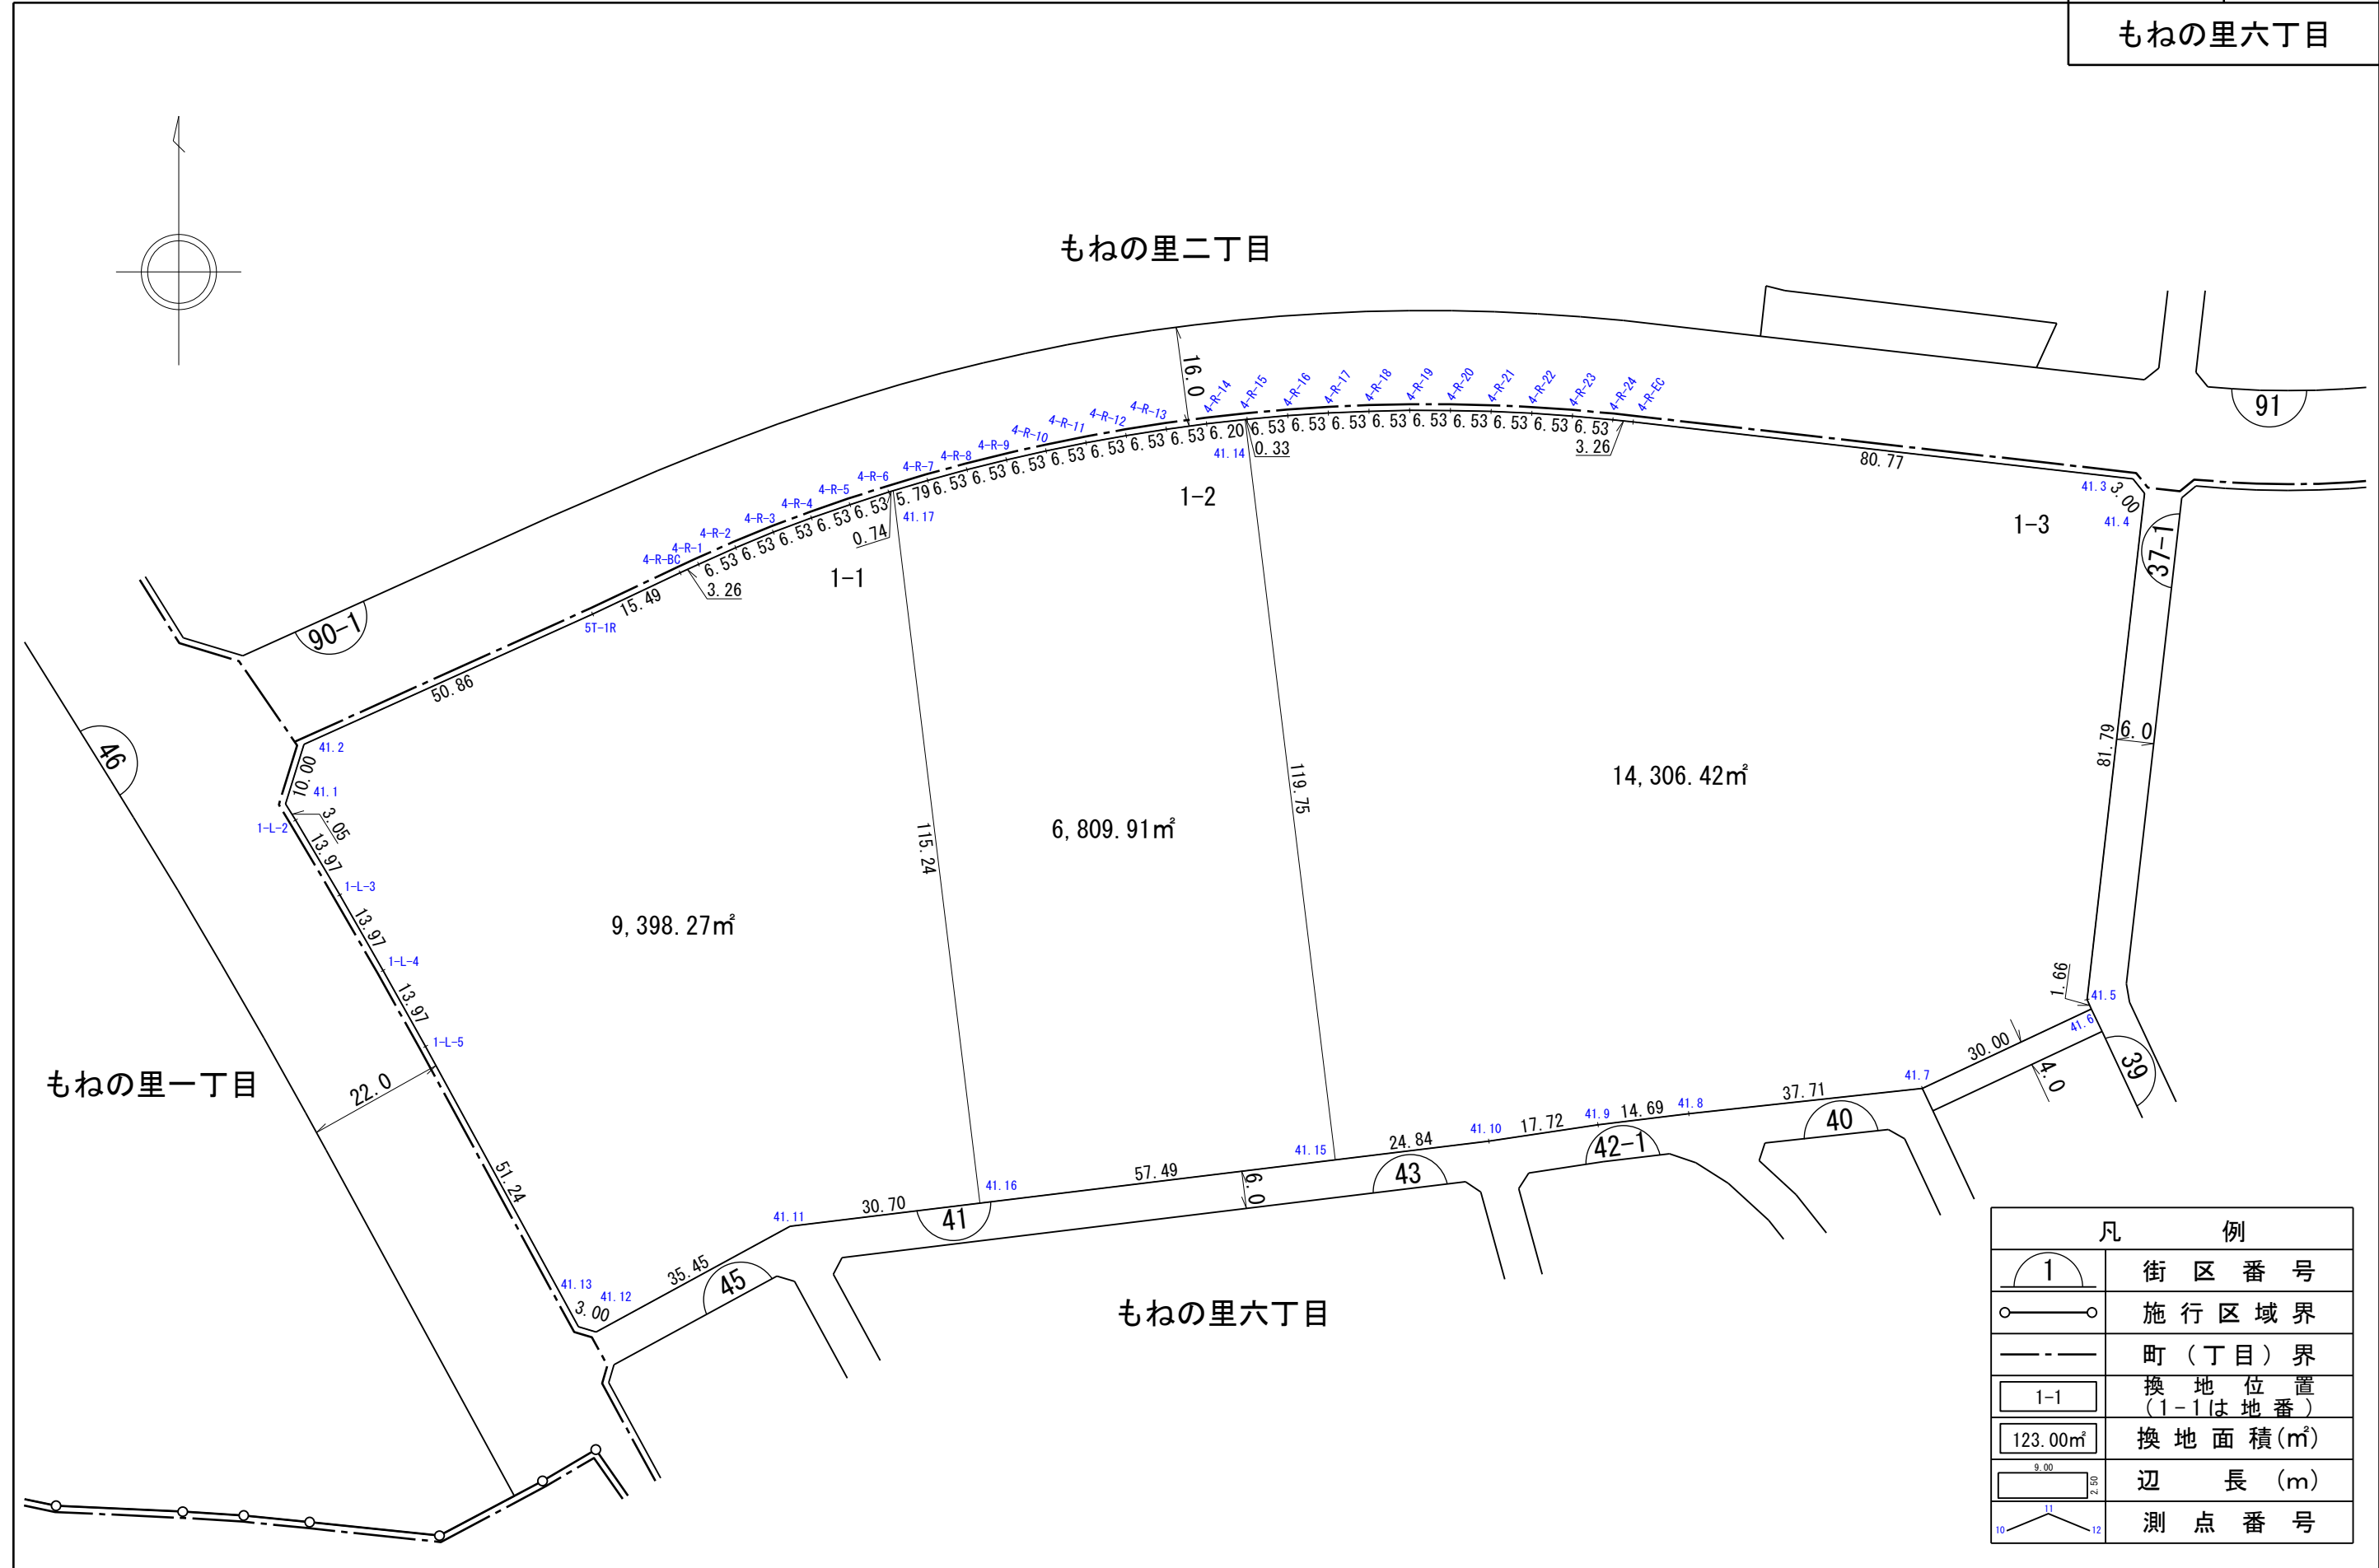 もねの里六丁目
もねの里二丁目
16.0
4-R-14
4-R-15
4-R-16
4-R-17
4-R-18
4-R-19
4-R-20
4-R-21
4-R-22
4-R-23
4-R-24
4-R-EC
91
4-R-13
4-R-12
4-R-11
4-R-10
4-R-9
4-R-8
4-R-7
4-R-6
4-R-5
4-R-4
4-R-3
4-R-2
4-R-1
4-R-BC
3.26
6.53
6.53
6.53
6.53
6.53
0.74
5.79
6.53
6.53
6.53
6.53
6.53
6.53
6.53
6.20
0.33
6.53
6.53
6.53
6.53
6.53
6.53
6.53
6.53
6.53
3.26
80.77
41.14
41.17
41.3
3.00
41.4
1-2
1-3
1-1
37-1
15.49
5T-1R
90-1
50.86
46
41.2
10.00
41.1
3.05
1-L-2
13.97
1-L-3
13.97
1-L-4
13.97
1-L-5
81.79
6.0
119.75
115.24
14,306.42㎡
6,809.91㎡
9,398.27㎡
1.66
41.5
41.6
30.00
4.0
39
もねの里一丁目
22.0
51.24
41.7
37.71
41.8
40
14.69
41.9
42-1
17.72
41.10
24.84
41.15
43
57.49
6.0
41.16
30.70
41
41.11
35.45
45
41.13
41.12
3.00
もねの里六丁目
凡 例
1 街区番号
施行区域界
町(丁目)界
1-1 換地位置
(1-1は地番)
123.00㎡ 換地面積(㎡)
9.00 2.50 辺長 (m)
10 11 12 測点番号